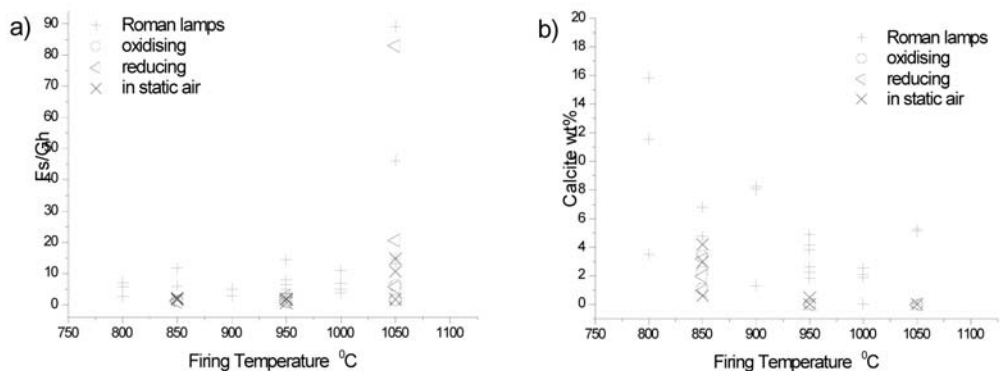 a)
Roman lamps
oxidising
reducing
in static air
Fs/Gh
90
80
70
60
50
40
30
20
10
0
750 800 850 900 950 1000 1050 1100
Firing Temperature ⁰C
b)
Roman lamps
oxidising
reducing
in static air
Calcite wt%
20
18
16
14
12
10
8
6
4
2
0
750 800 850 900 950 1000 1050 1100
Firing Temperature ⁰C